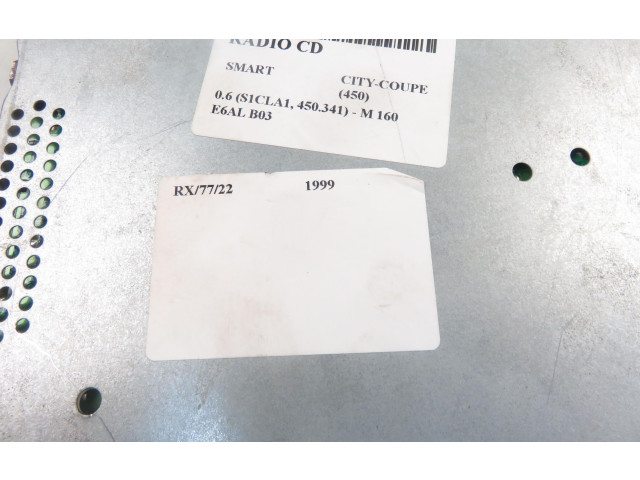 RADIO CD
SMART CITY-COUPE
(450)
0.6 (S1CLA1, 450.341) - M 160
E6AL B03
RX/77/22 1999